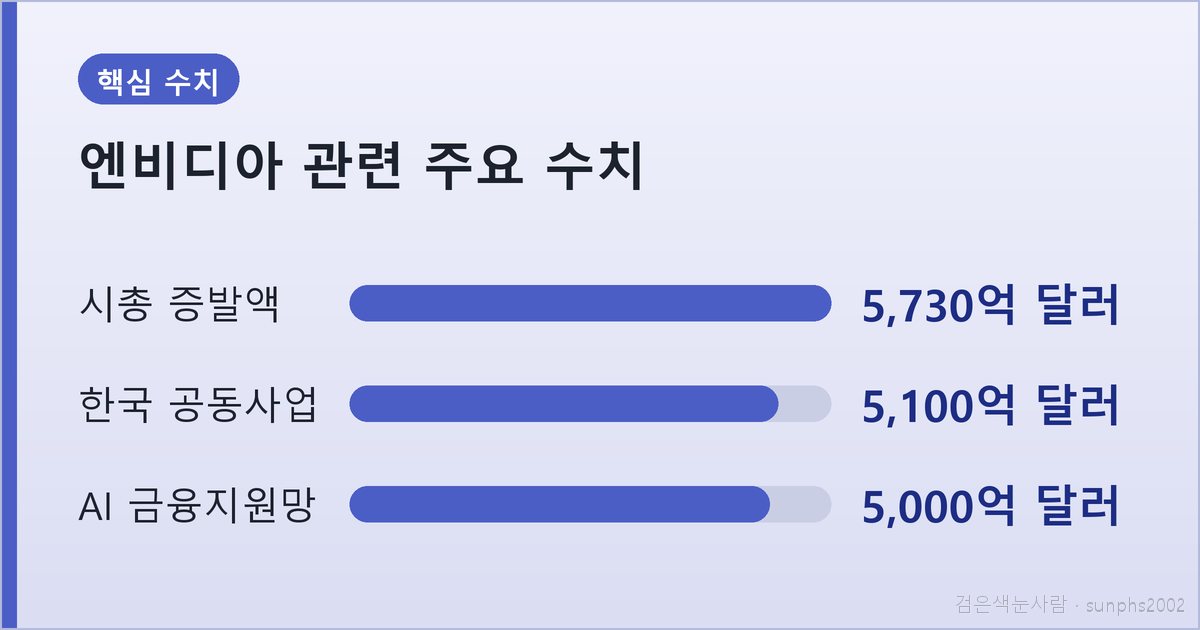 핵심 수치
엔비디아 관련 주요 수치
시총 증발액 5,730억 달러
한국 공동사업 5,100억 달러
AI 금융지원망 5,000억 달러
검은색눈사람 · sunphs2002